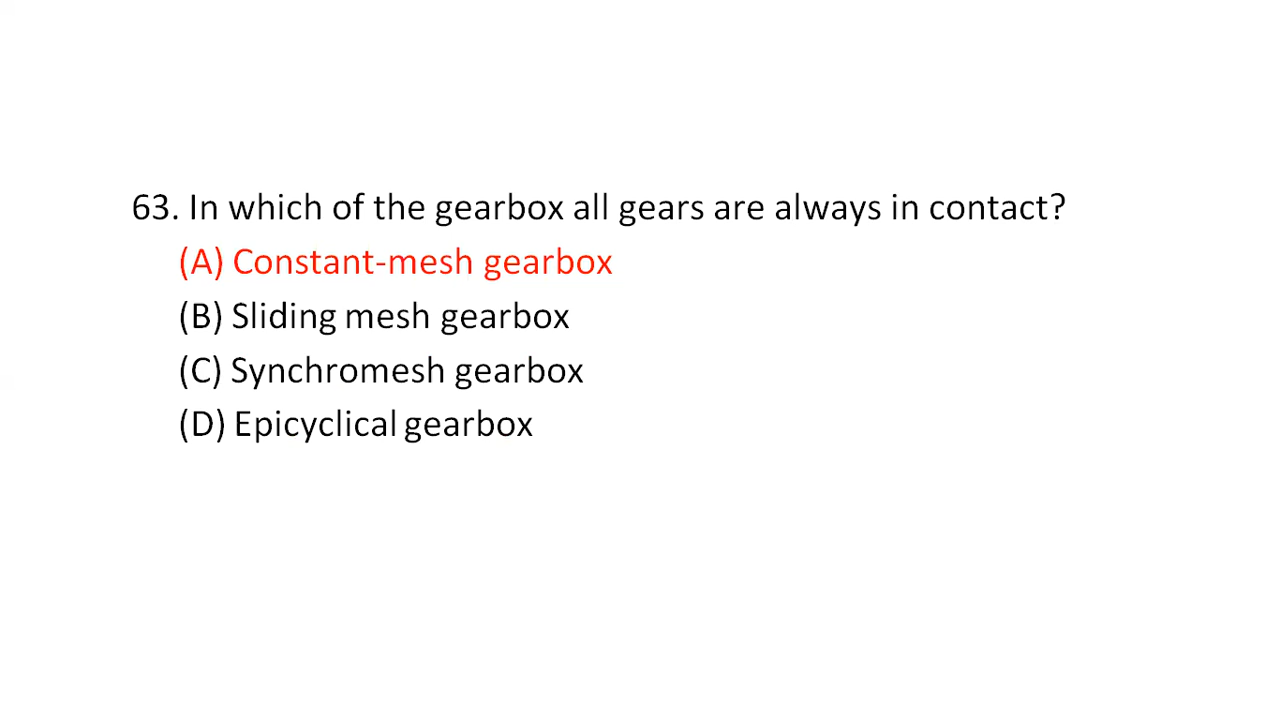 63. In which of the gearbox all gears are always in contact?
(A) Constant-mesh gearbox
(B) Sliding mesh gearbox
(C) Synchromesh gearbox
(D) Epicyclical gearbox